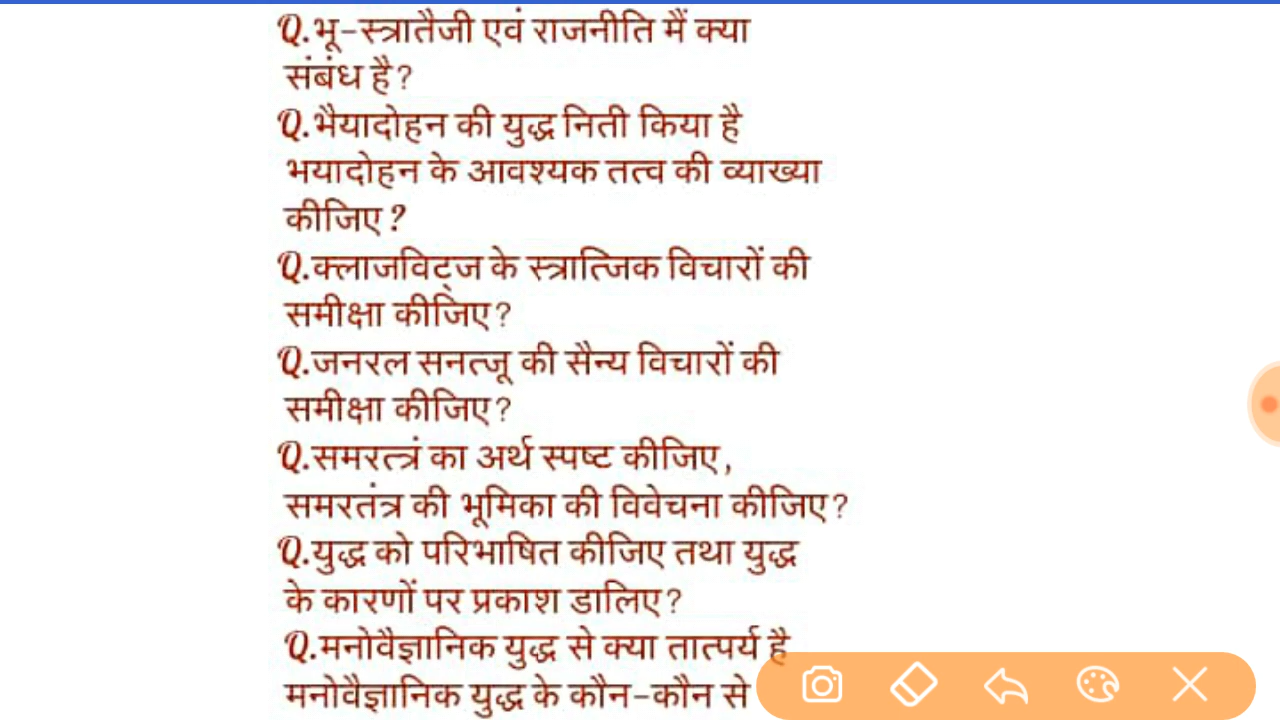 Q.भू-स्त्रातैजी एवं राजनीति मैं क्या
संबंध है?
Q.भैयादोहन की युद्ध निती किया है
भयादोहन के आवश्यक तत्व की व्याख्या
कीजिए?
Q.क्लाजविट्ज के स्त्रात्जिक विचारों की
समीक्षा कीजिए?
Q.जनरल सनत्जू की सैन्य विचारों की
समीक्षा कीजिए?
Q.समरत्त्रं का अर्थ स्पष्ट कीजिए,
समरतंत्र की भूमिका की विवेचना कीजिए?
Q.युद्ध को परिभाषित कीजिए तथा युद्ध
के कारणों पर प्रकाश डालिए?
Q.मनोवैज्ञानिक युद्ध से क्या तात्पर्य है
मनोवैज्ञानिक युद्ध के कौन-कौन से